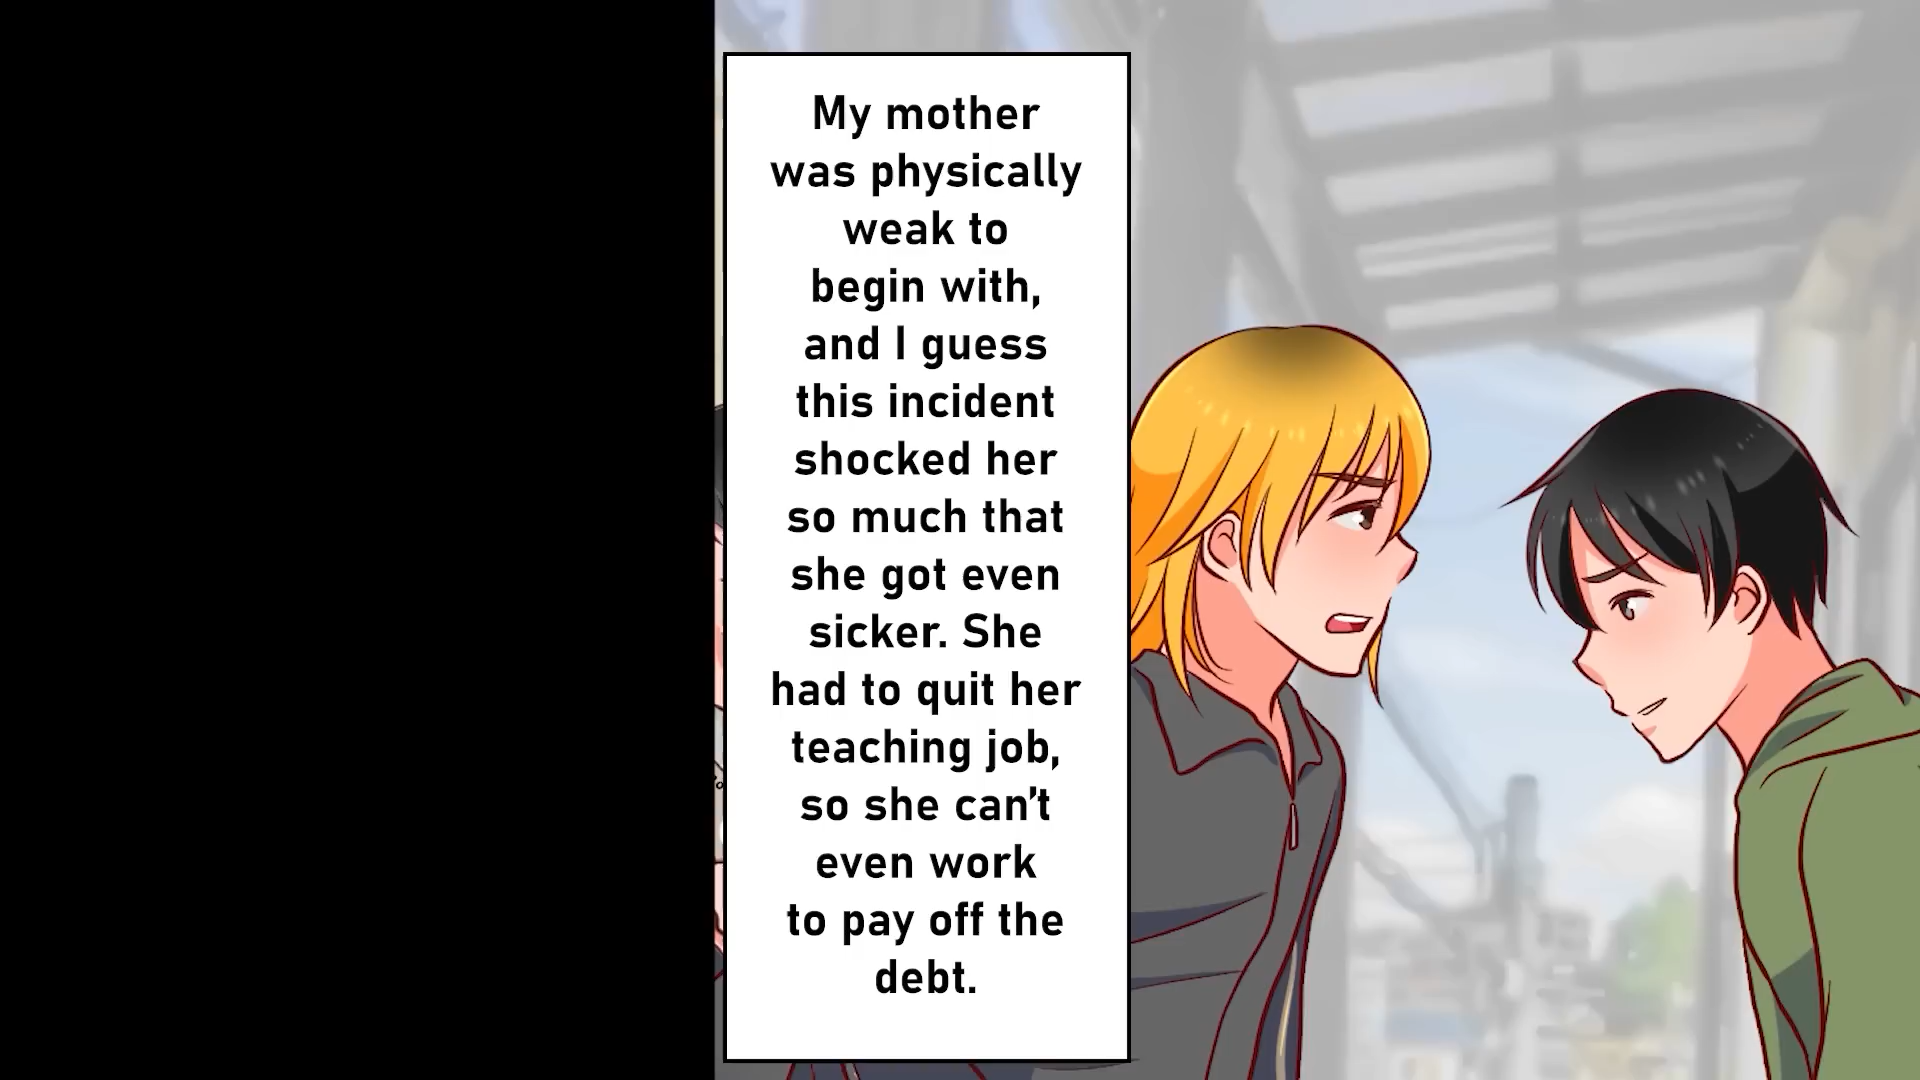 My mother
was physically
weak to
begin with,
and I guess
this incident
shocked her
so much that
she got even
sicker. She
had to quit her
teaching job,
so she can't
even work
to pay off the
debt.